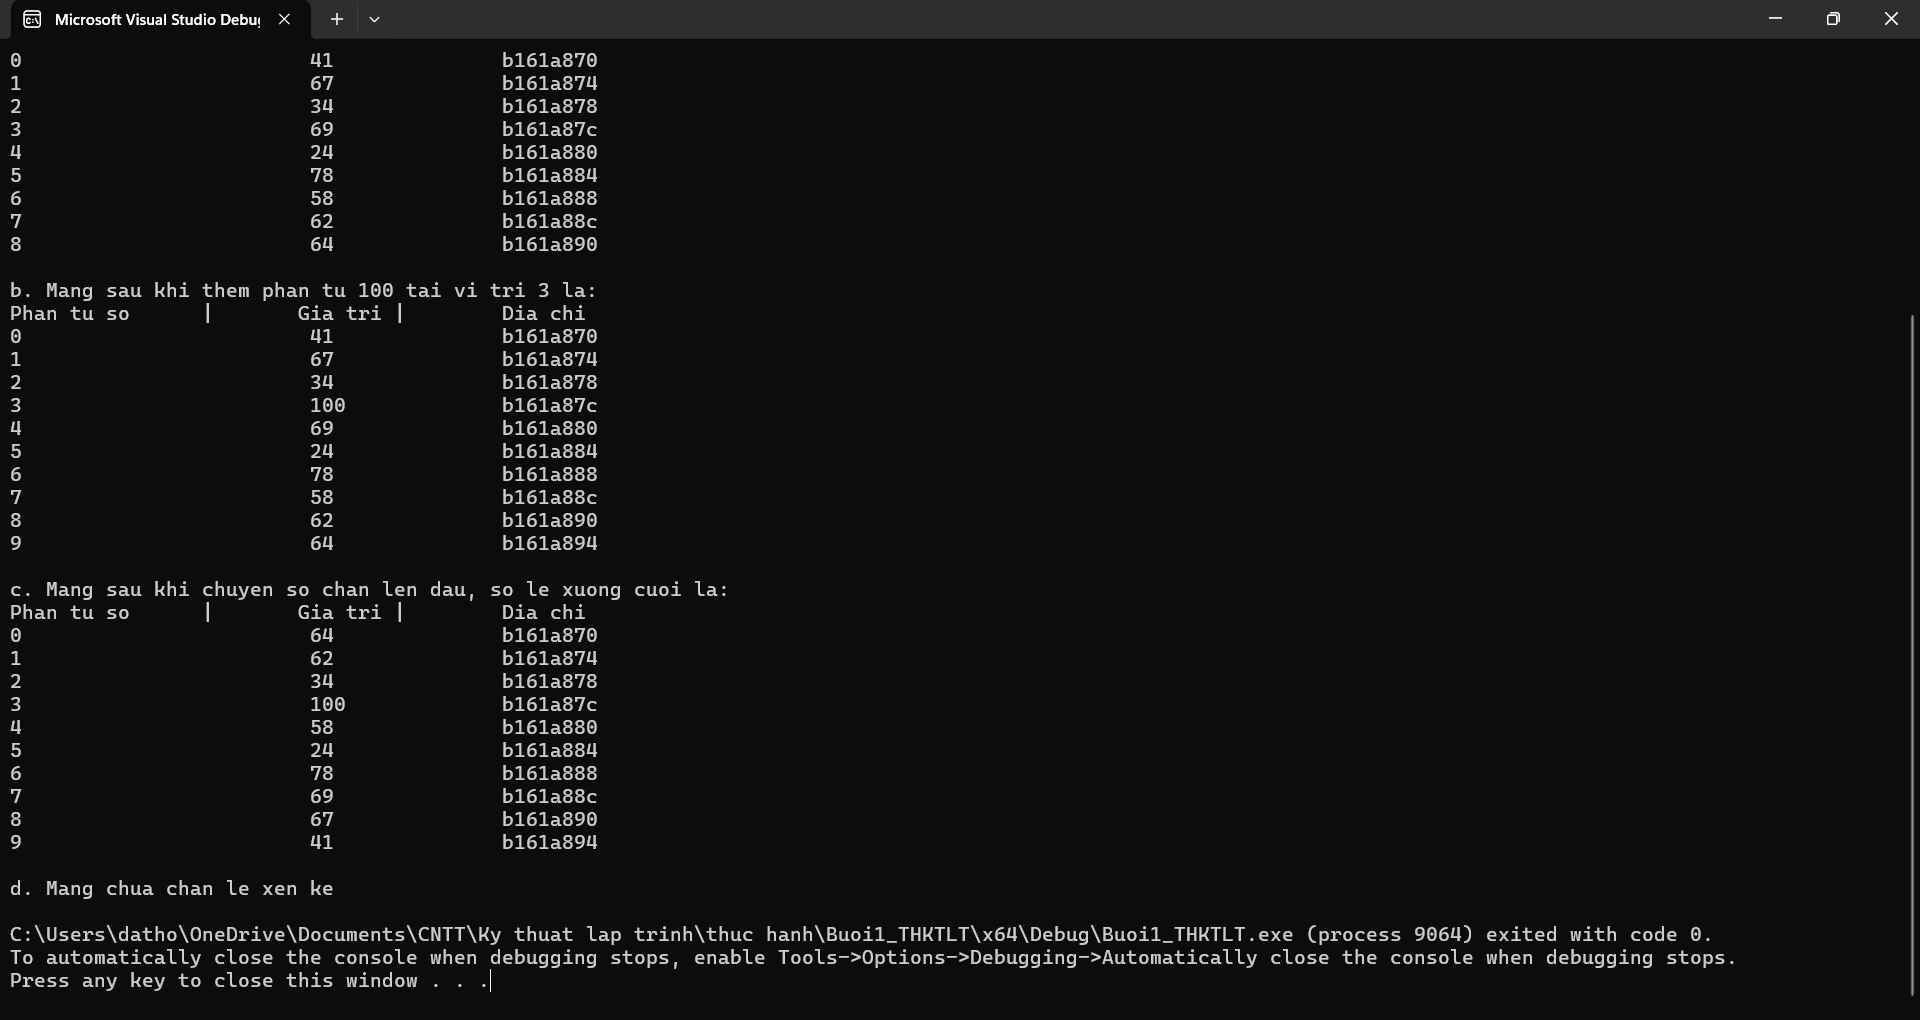 Microsoft Visual Studio Debu
0 41 b161a870
1 67 b161a874
2 34 b161a878
3 69 b161a87c
4 24 b161a880
5 78 b161a884
6 58 b161a888
7 62 b161a88c
8 64 b161a890
b. Mang sau khi them phan tu 100 tai vi tri 3 la:
Phan tu so | Gia tri | Dia chi
0 41 b161a870
1 67 b161a874
2 34 b161a878
3 100 b161a87c
4 69 b161a880
5 24 b161a884
6 78 b161a888
7 58 b161a88c
8 62 b161a890
9 64 b161a894
c. Mang sau khi chuyen so chan len dau, so le xuong cuoi la:
Phan tu so | Gia tri | Dia chi
0 64 b161a870
1 62 b161a874
2 34 b161a878
3 100 b161a87c
4 58 b161a880
5 24 b161a884
6 78 b161a888
7 69 b161a88c
8 67 b161a890
9 41 b161a894
d. Mang chua chan le xen ke
C:\Users\datho\OneDrive\Documents\CNTT\Ky thuat lap trinh\thuc hanh\Buoi1_THKTLT\x64\Debug\Buoi1_THKTLT.exe (process 9064) exited with code 0.
To automatically close the console when debugging stops, enable Tools->Options->Debugging->Automatically close the console when debugging stops.
Press any key to close this window . . .